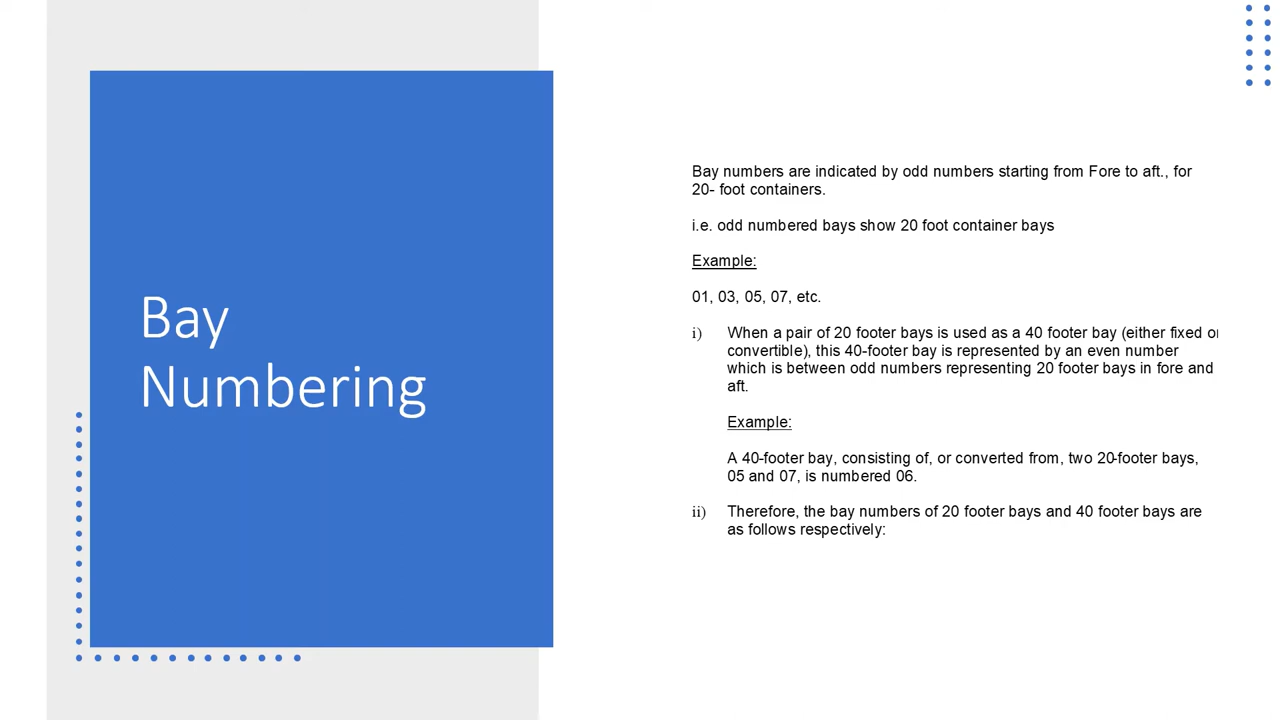 Bay
Numbering
Bay numbers are indicated by odd numbers starting from Fore to aft., for
20- foot containers.
i.e. odd numbered bays show 20 foot container bays
Example:
01, 03, 05, 07, etc.
i) When a pair of 20 footer bays is used as a 40 footer bay (either fixed or
convertible), this 40-footer bay is represented by an even number
which is between odd numbers representing 20 footer bays in fore and
aft.
Example:
A 40-footer bay, consisting of, or converted from, two 20-footer bays,
05 and 07, is numbered 06.
ii) Therefore, the bay numbers of 20 footer bays and 40 footer bays are
as follows respectively: